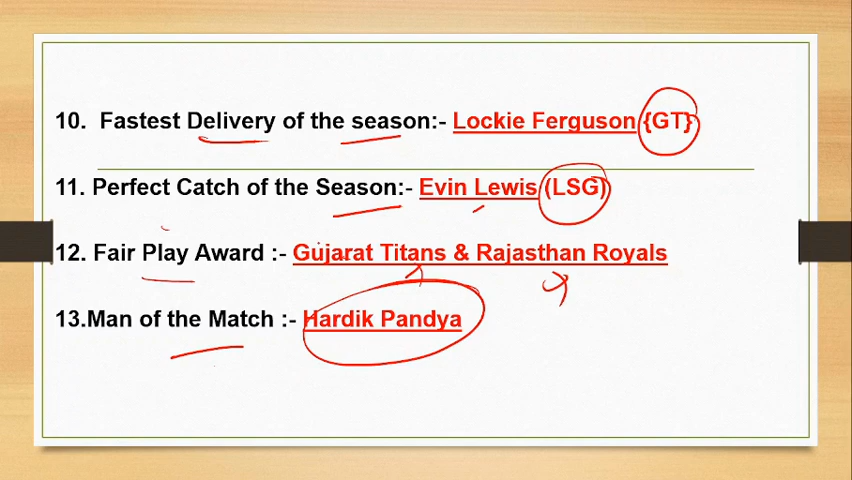 10. Fastest Delivery of the season:- Lockie Ferguson {GT}
11. Perfect Catch of the Season:- Evin Lewis (LSG)
12. Fair Play Award :- Gujarat Titans & Rajasthan Royals
13.Man of the Match :- Hardik Pandya